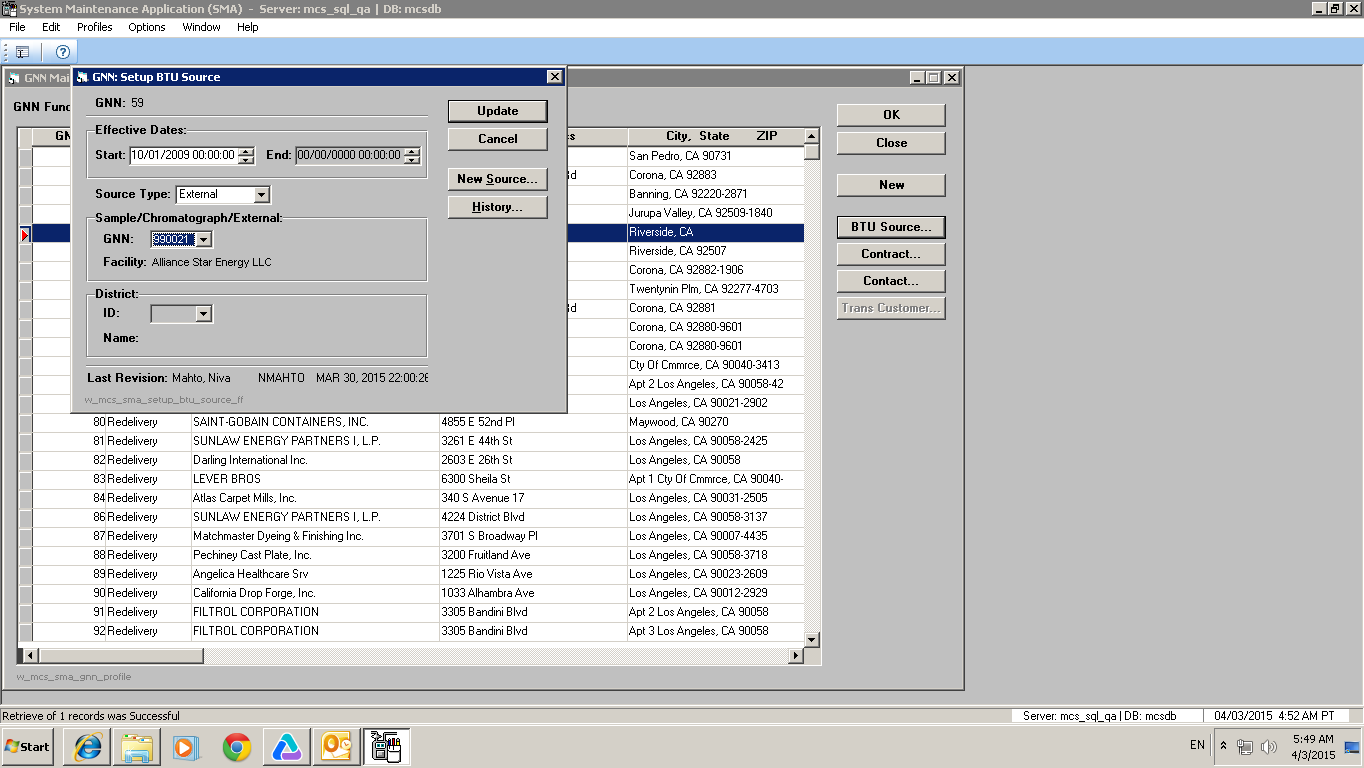 System Maintenance Application (SMA) - Server: mcs_sql_qa | DB: mcsdb
File Edit Profiles Options Window Help
GNN Mai
GNN: Setup BTU Source
GNN Func
GNN: 59
Effective Dates:
Start: 10/01/2009 00:00:00 End: 00/00/0000 00:00:00
Source Type: External
Sample/Chromatograph/External:
GNN: 990021
Facility: Alliance Star Energy LLC
District:
ID:
Name:
Last Revision: Mahto, Niva NMAHTO MAR 30, 2015 22:00:26
w_mcs_sma_setup_btu_source_ff
Update
Cancel
New Source...
History...
OK
Close
New
BTU Source...
Contract...
Contact...
Trans Customer...
GN ss City, State ZIP
San Pedro, CA 90731
Rd Corona, CA 92883
Banning, CA 92220-2871
Jurupa Valley, CA 92509-1840
Riverside, CA
Riverside, CA 92507
Corona, CA 92882-1906
Twentynin Plm, CA 92277-4703
Rd Corona, CA 92881
Corona, CA 92880-9601
Corona, CA 92880-9601
Cty Of Cmmrce, CA 90040-3413
Apt 2 Los Angeles, CA 90058-42
Los Angeles, CA 90021-2902
80 Redelivery SAINT-GOBAIN CONTAINERS, INC. 4855 E 52nd Pl Maywood, CA 90270
81 Redelivery SUNLAW ENERGY PARTNERS I, L.P. 3261 E 44th St Los Angeles, CA 90058-2425
82 Redelivery Darling International Inc. 2603 E 26th St Los Angeles, CA 90058
83 Redelivery LEVER BROS 6300 Sheila St Apt 1 Cty Of Cmmrce, CA 90040-
84 Redelivery Atlas Carpet Mills, Inc. 340 S Avenue 17 Los Angeles, CA 90031-2505
86 Redelivery SUNLAW ENERGY PARTNERS I, L.P. 4224 District Blvd Los Angeles, CA 90058-3137
87 Redelivery Matchmaster Dyeing & Finishing Inc. 3701 S Broadway Pl Los Angeles, CA 90007-4435
88 Redelivery Pechiney Cast Plate, Inc. 3200 Fruitland Ave Los Angeles, CA 90058-3718
89 Redelivery Angelica Healthcare Srv 1225 Rio Vista Ave Los Angeles, CA 90023-2609
90 Redelivery California Drop Forge, Inc. 1033 Alhambra Ave Los Angeles, CA 90012-2929
91 Redelivery FILTROL CORPORATION 3305 Bandini Blvd Apt 2 Los Angeles, CA 90058
92 Redelivery FILTROL CORPORATION 3305 Bandini Blvd Apt 3 Los Angeles, CA 90058
w_mcs_sma_gnn_profile
Retrieve of 1 records was Successful Server: mcs_sql_qa | DB: mcsdb 04/03/2015 4:52 AM PT
Start EN 5:49 AM
4/3/2015